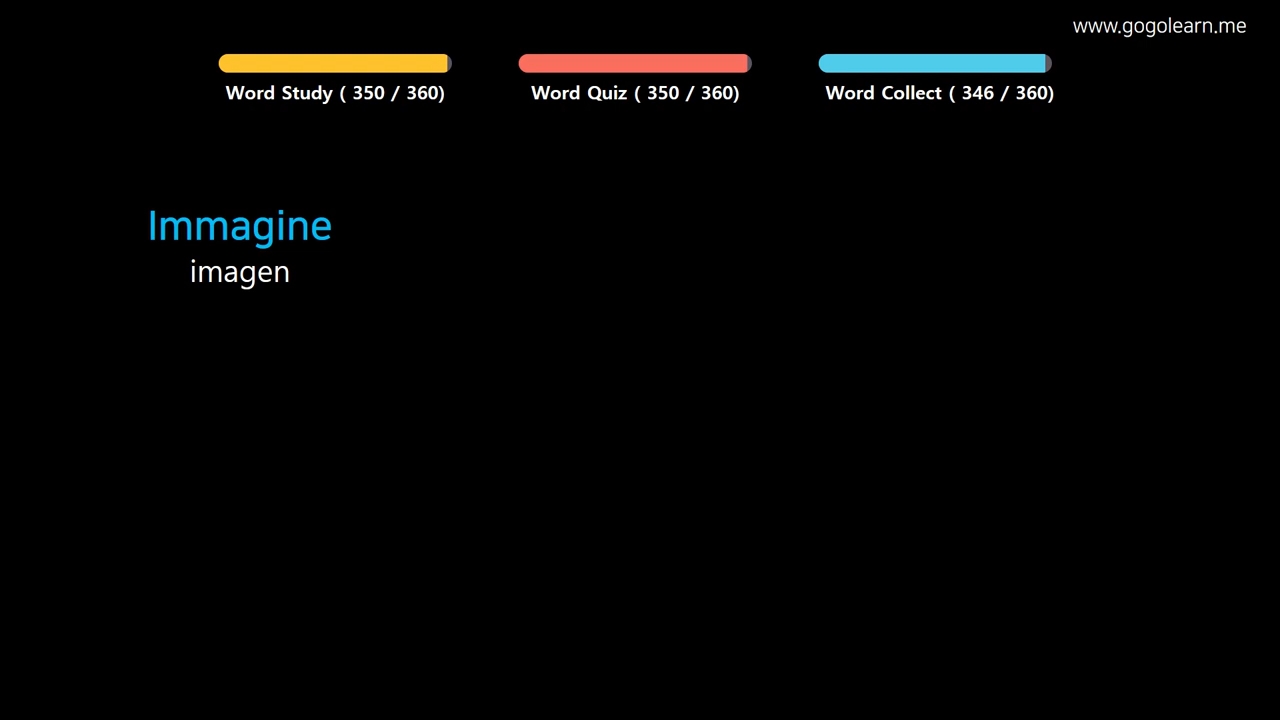 www.gogolearn.me
Word Study ( 350 / 360)
Word Quiz ( 350 / 360)
Word Collect ( 346 / 360)
Immagine
imagen